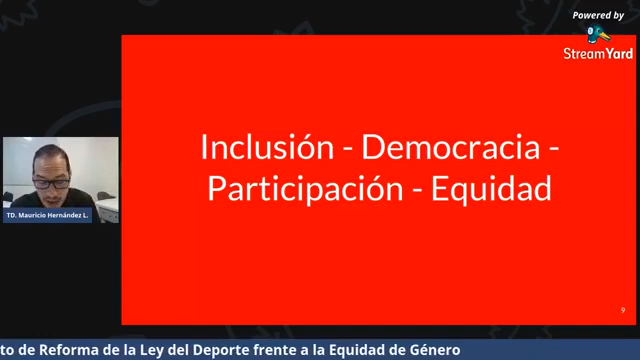 Powered by
StreamYard
Inclusión - Democracia -
Participación - Equidad
TD. Mauricio Hernández L.
9
to de Reforma de la Ley del Deporte frente a la Equidad de Género